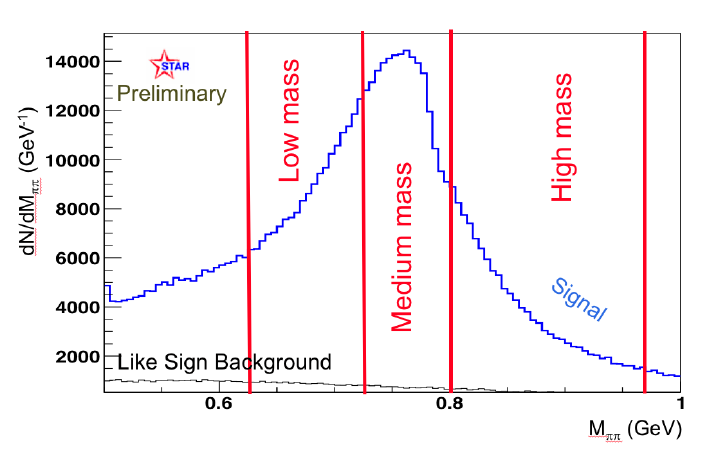 STAR
Preliminary
Low mass
Medium mass
High mass
Signal
Like Sign Background
dN/dMππ (GeV-1)
14000
12000
10000
8000
6000
4000
2000
0.6
0.8
1
Mππ (GeV)